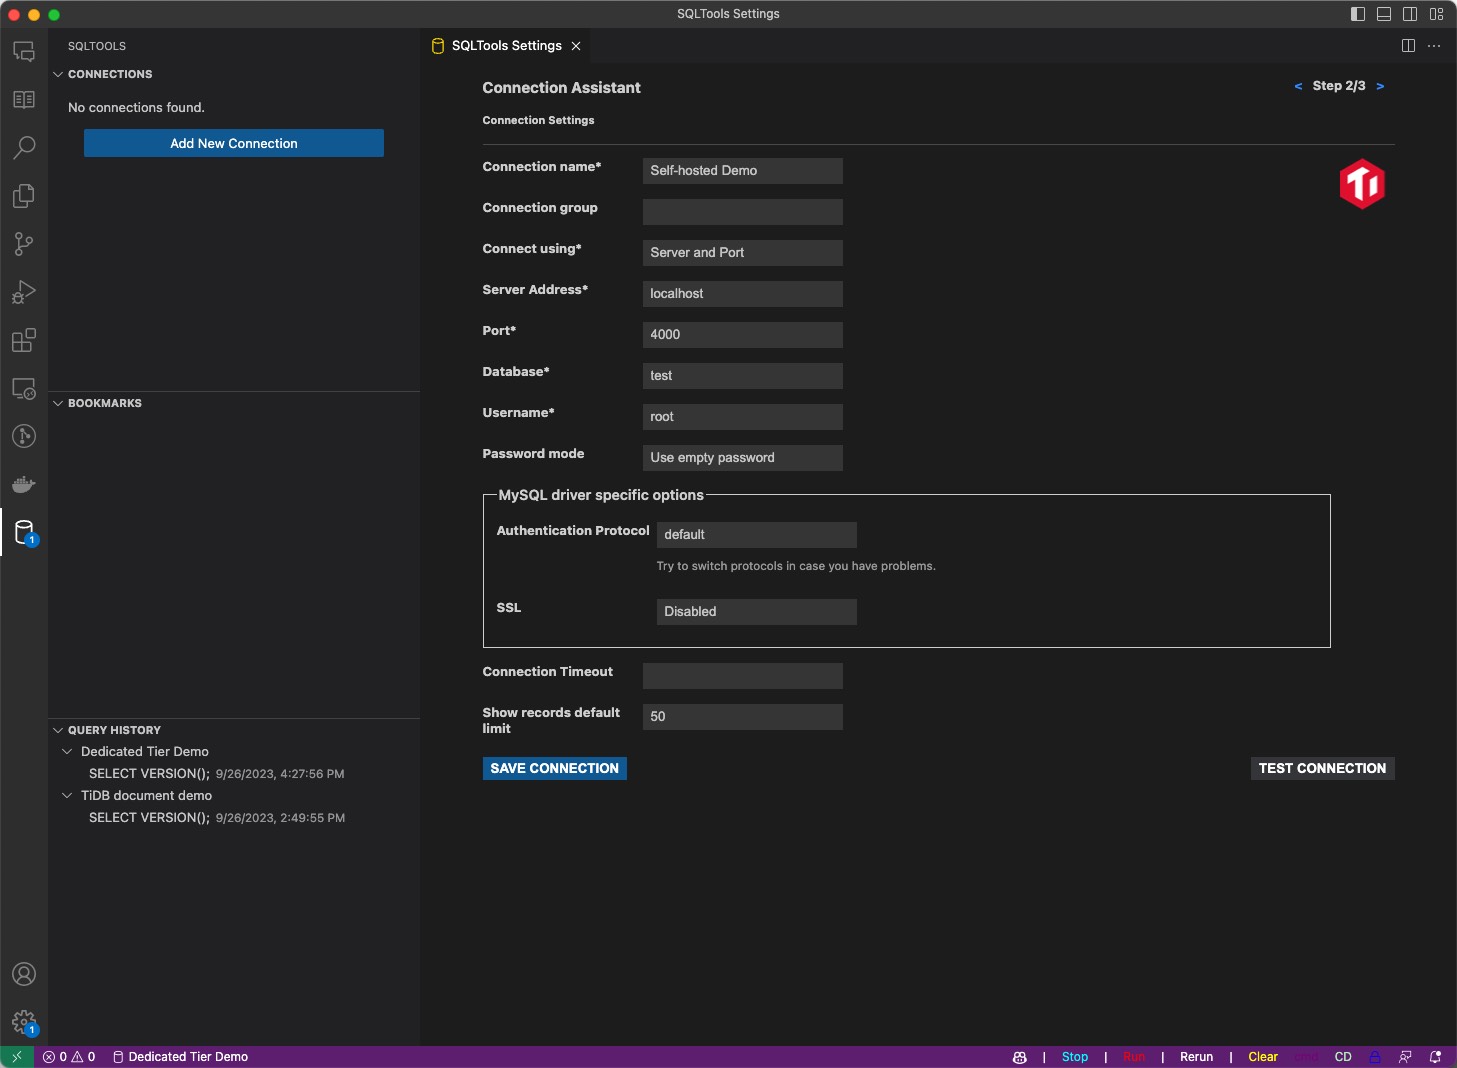 SQLTools Settings
SQLTOOLS
CONNECTIONS
No connections found.
Add New Connection
BOOKMARKS
QUERY HISTORY
Dedicated Tier Demo
SELECT VERSION(); 9/26/2023, 4:27:56 PM
TiDB document demo
SELECT VERSION(); 9/26/2023, 2:49:55 PM
SQLTools Settings
Connection Assistant
< Step 2/3 >
Connection Settings
Connection name* Self-hosted Demo
Connection group
Connect using* Server and Port
Server Address* localhost
Port* 4000
Database* test
Username* root
Password mode Use empty password
MySQL driver specific options
Authentication Protocol default
Try to switch protocols in case you have problems.
SSL Disabled
Connection Timeout
Show records default
limit 50
SAVE CONNECTION TEST CONNECTION
1
1
0 0 Dedicated Tier Demo | Stop | Run | Rerun | Clear cmd CD